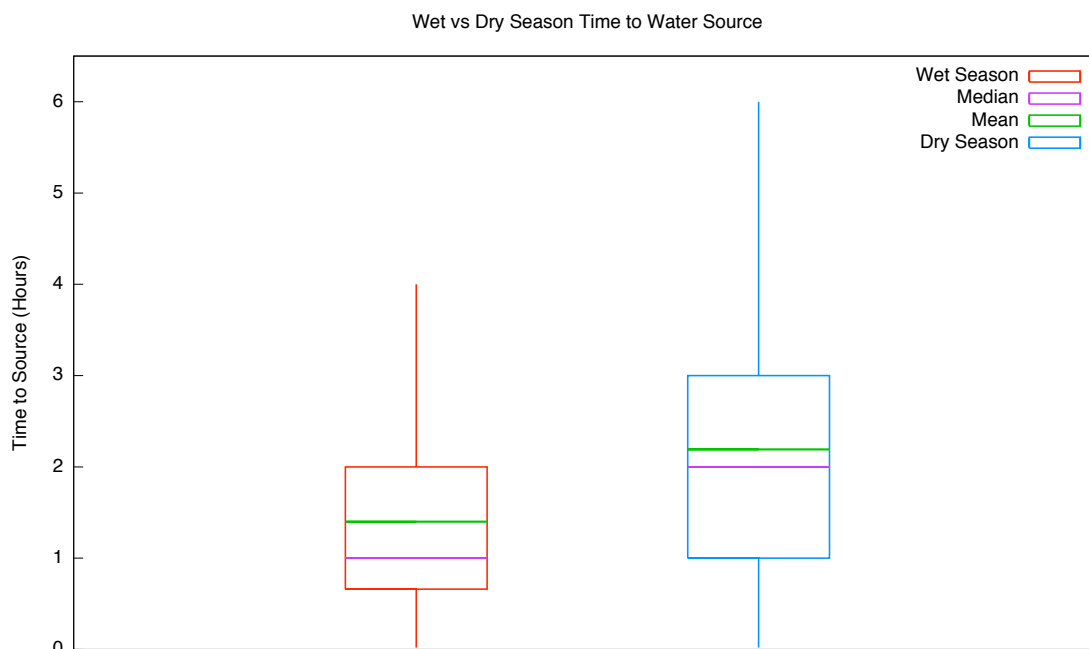 Wet vs Dry Season Time to Water Source
Wet Season
Median
Mean
Dry Season
6
5
4
3
2
1
0
Time to Source (Hours)